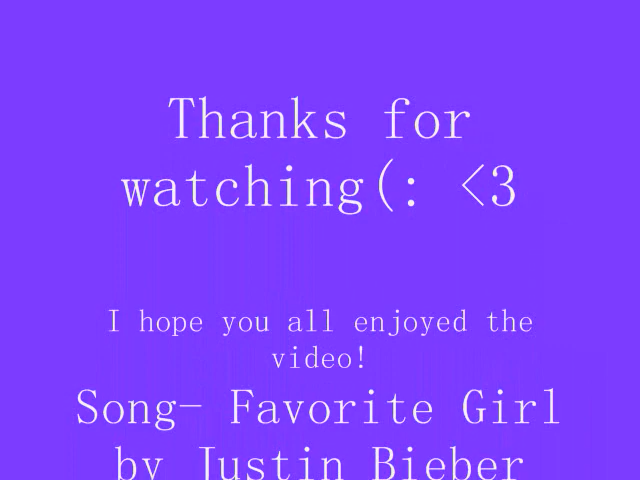 Thanks for
watching(: <3
I hope you all enjoyed the
video!
Song- Favorite Girl
by Justin Bieber